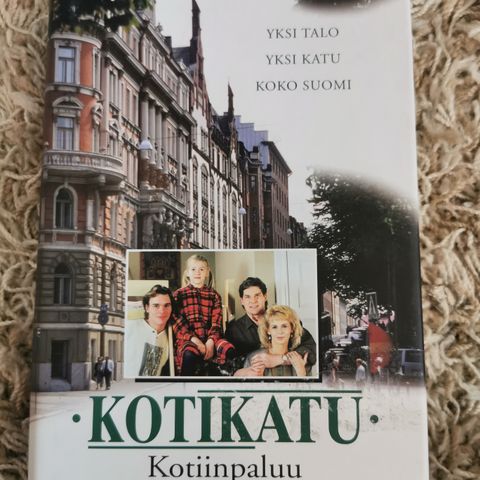 YKSI TALO
YKSI KATU
KOKO SUOMI
·KOTIKATU·
Kotiinpaluu